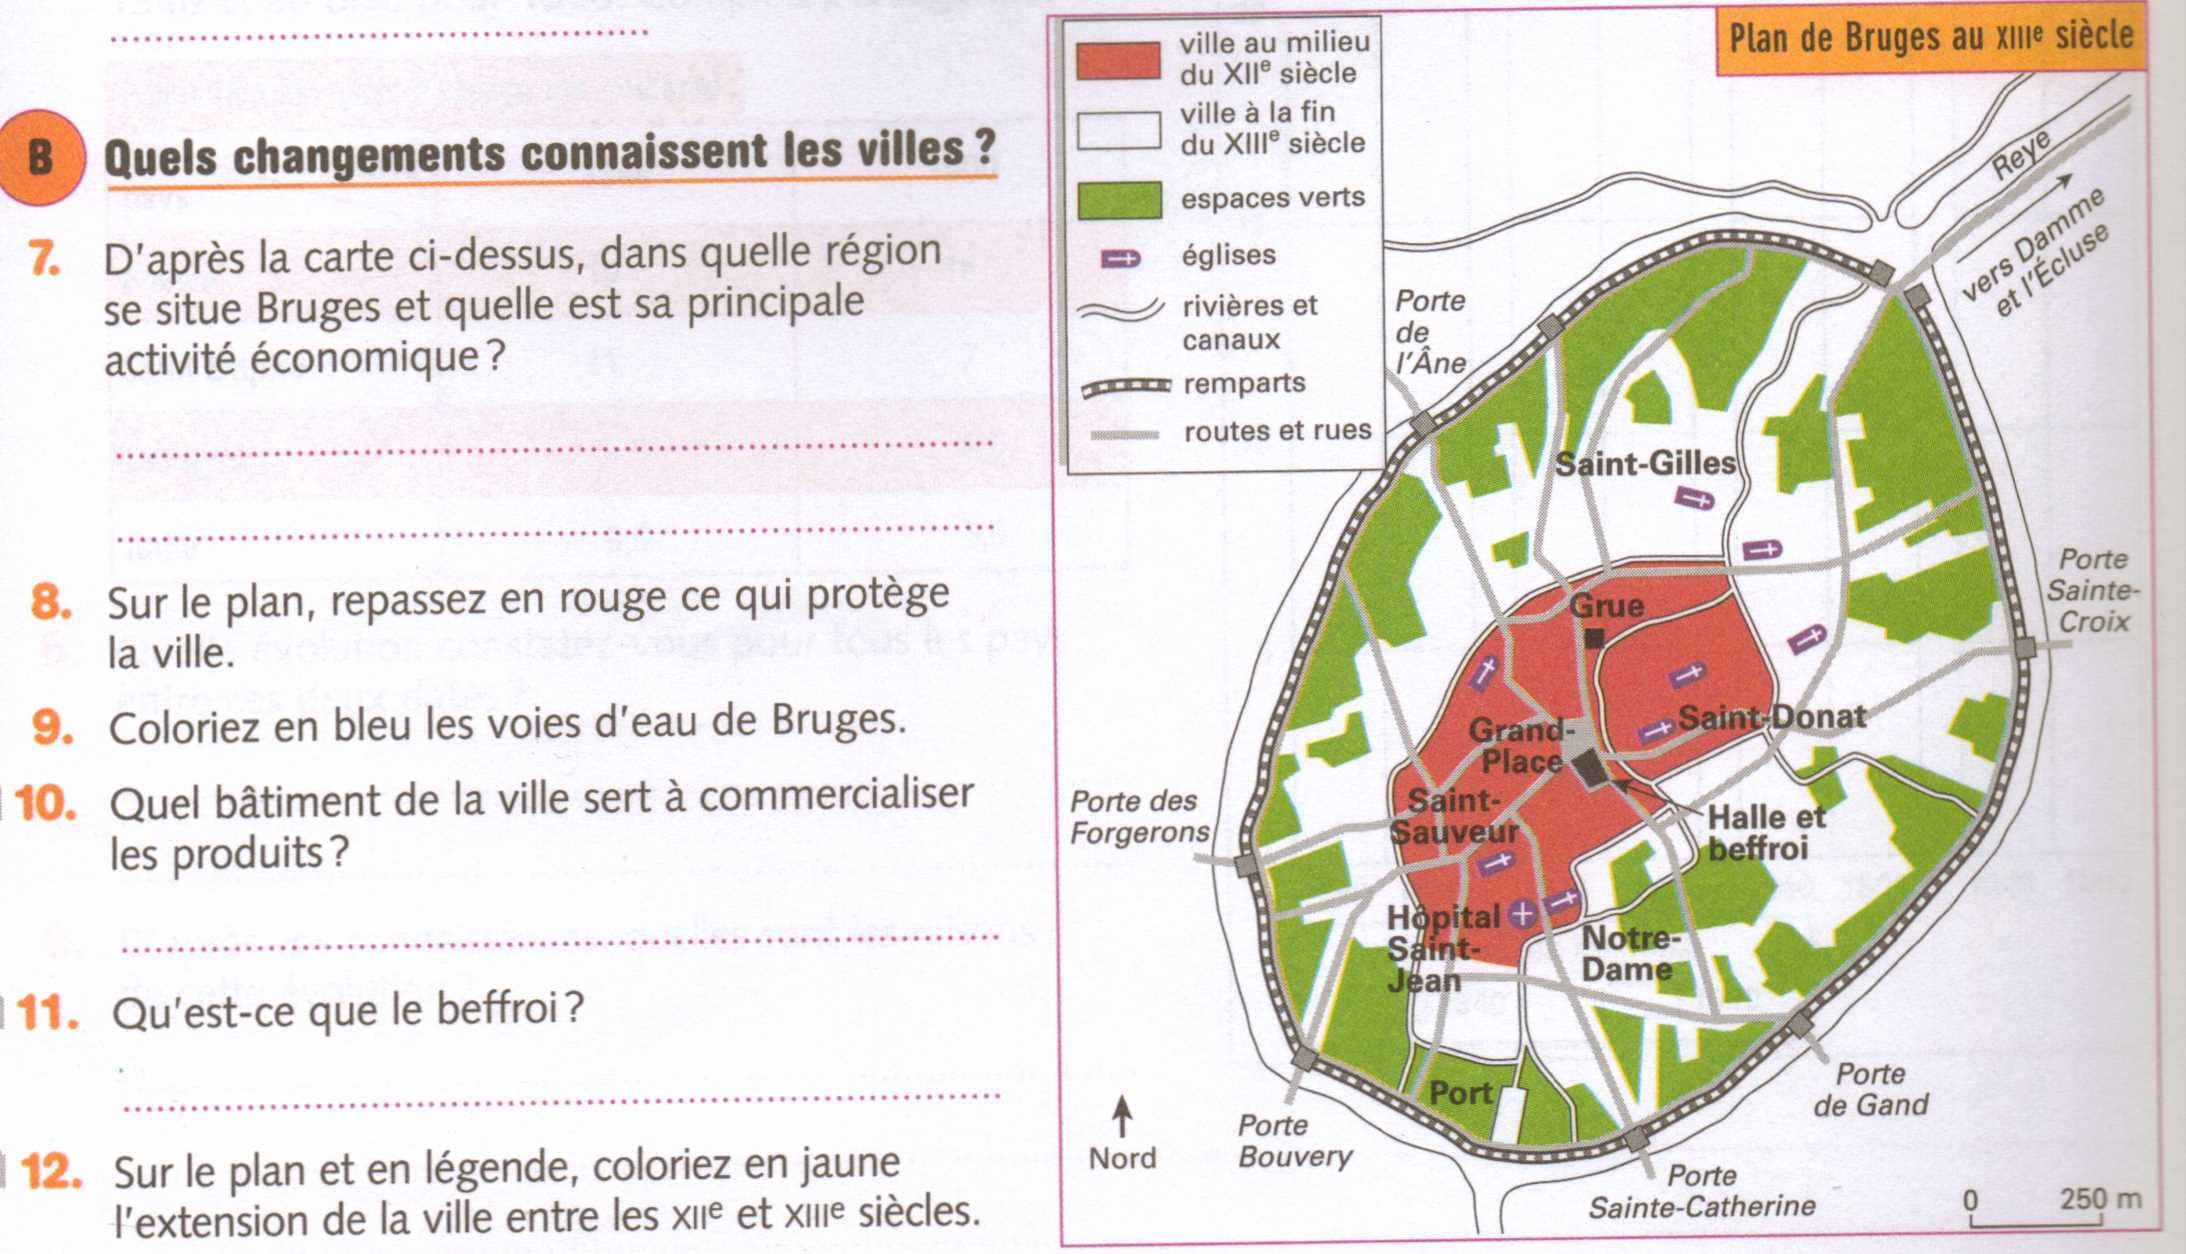 B Quels changements connaissent les villes ?
7. D'après la carte ci-dessus, dans quelle région
se situe Bruges et quelle est sa principale
activité économique ?
8. Sur le plan, repassez en rouge ce qui protège
la ville.
9. Coloriez en bleu les voies d'eau de Bruges.
10. Quel bâtiment de la ville sert à commercialiser
les produits ?
11. Qu'est-ce que le beffroi ?
12. Sur le plan et en légende, coloriez en jaune
l'extension de la ville entre les XIIe et XIIIe siècles.
Plan de Bruges au XIIIe siècle
ville au milieu
du XIIe siècle
ville à la fin
du XIIIe siècle
espaces verts
églises
rivières et
canaux
remparts
routes et rues
Reye
vers Damme
et l'Écluse
Porte
de
l'Âne
Saint-Gilles
Porte
Sainte-
Croix
Grue
Saint-Donat
Grand-
Place
Porte des
Forgerons
Saint-
Sauveur
Halle et
beffroi
Hôpital
Saint-
Jean
Notre-
Dame
Port
Porte
de Gand
Porte
Bouvery
Nord
Porte
Sainte-Catherine
0 250 m